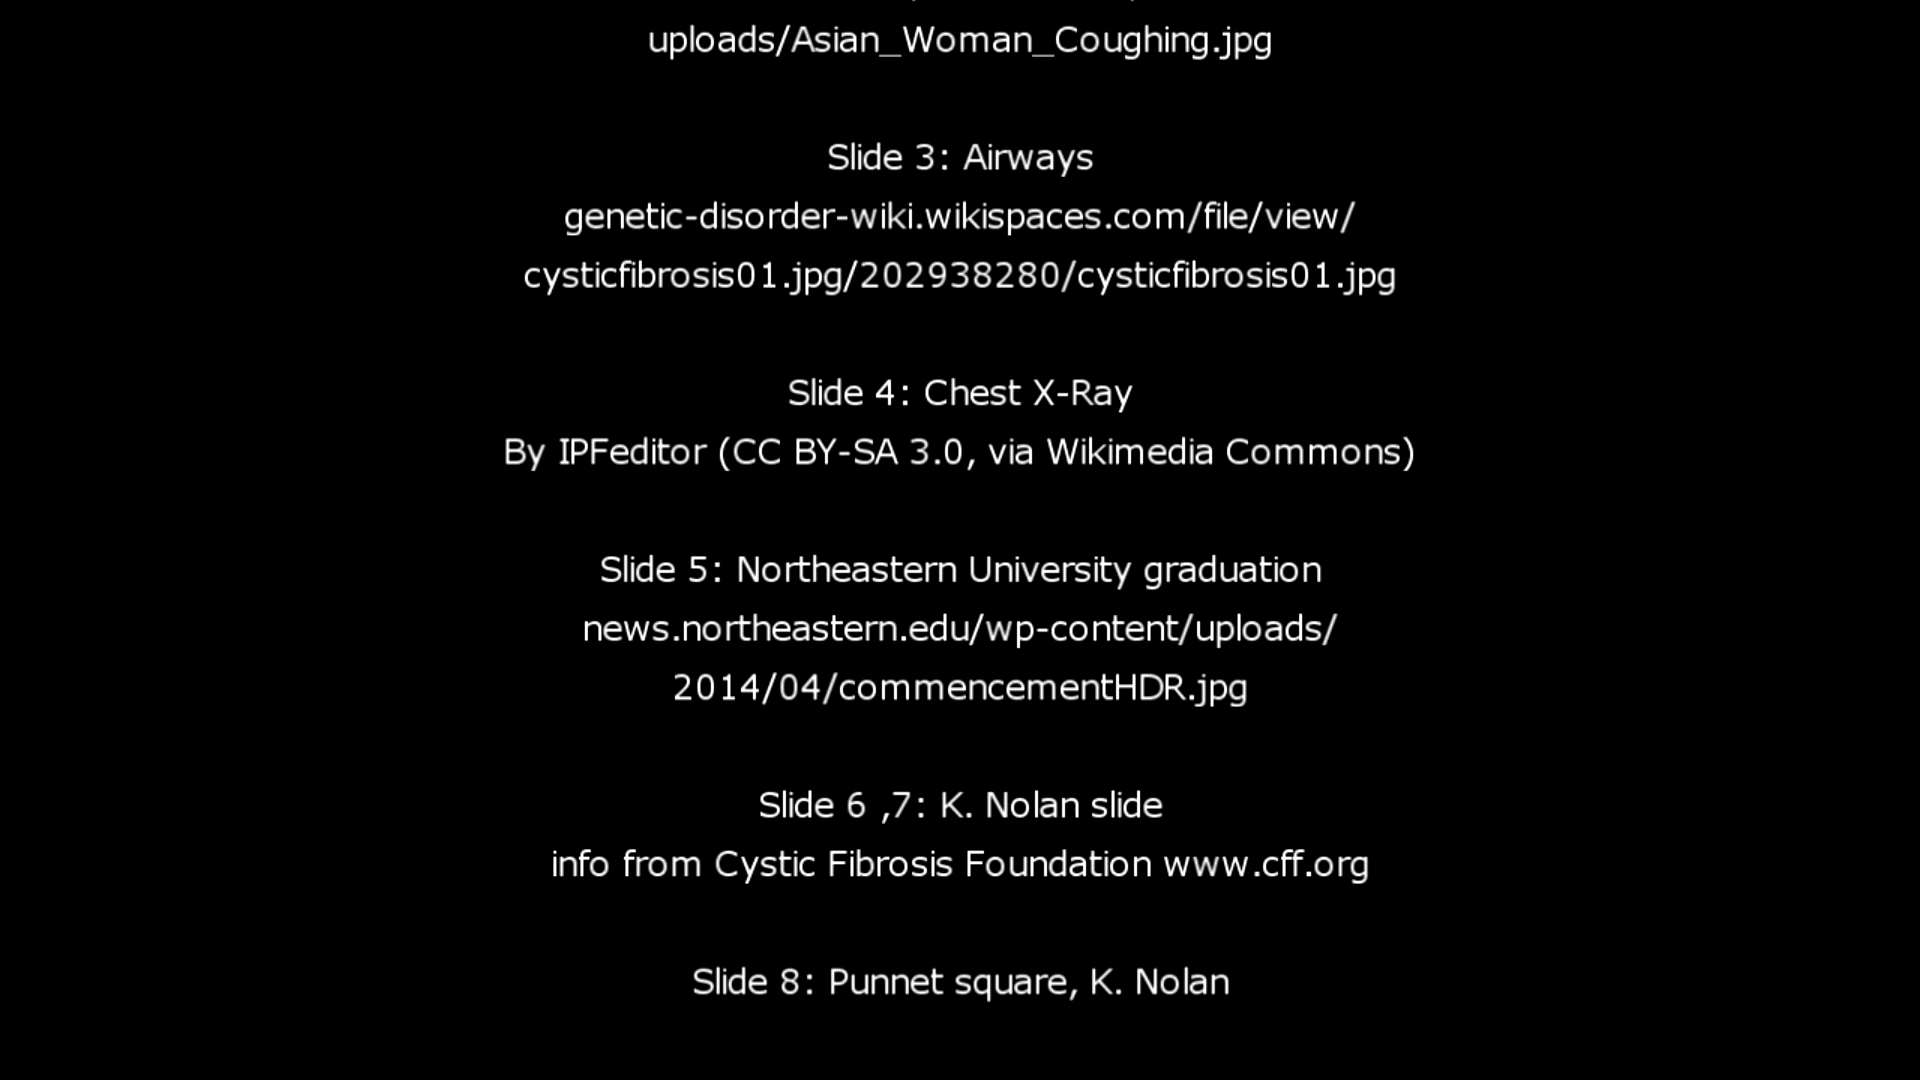 uploads/Asian_Woman_Coughing.jpg
Slide 3: Airways
genetic-disorder-wiki.wikispaces.com/file/view/
cysticfibrosis01.jpg/202938280/cysticfibrosis01.jpg
Slide 4: Chest X-Ray
By IPFeditor (CC BY-SA 3.0, via Wikimedia Commons)
Slide 5: Northeastern University graduation
news.northeastern.edu/wp-content/uploads/
2014/04/commencementHDR.jpg
Slide 6 ,7: K. Nolan slide
info from Cystic Fibrosis Foundation www.cff.org
Slide 8: Punnet square, K. Nolan